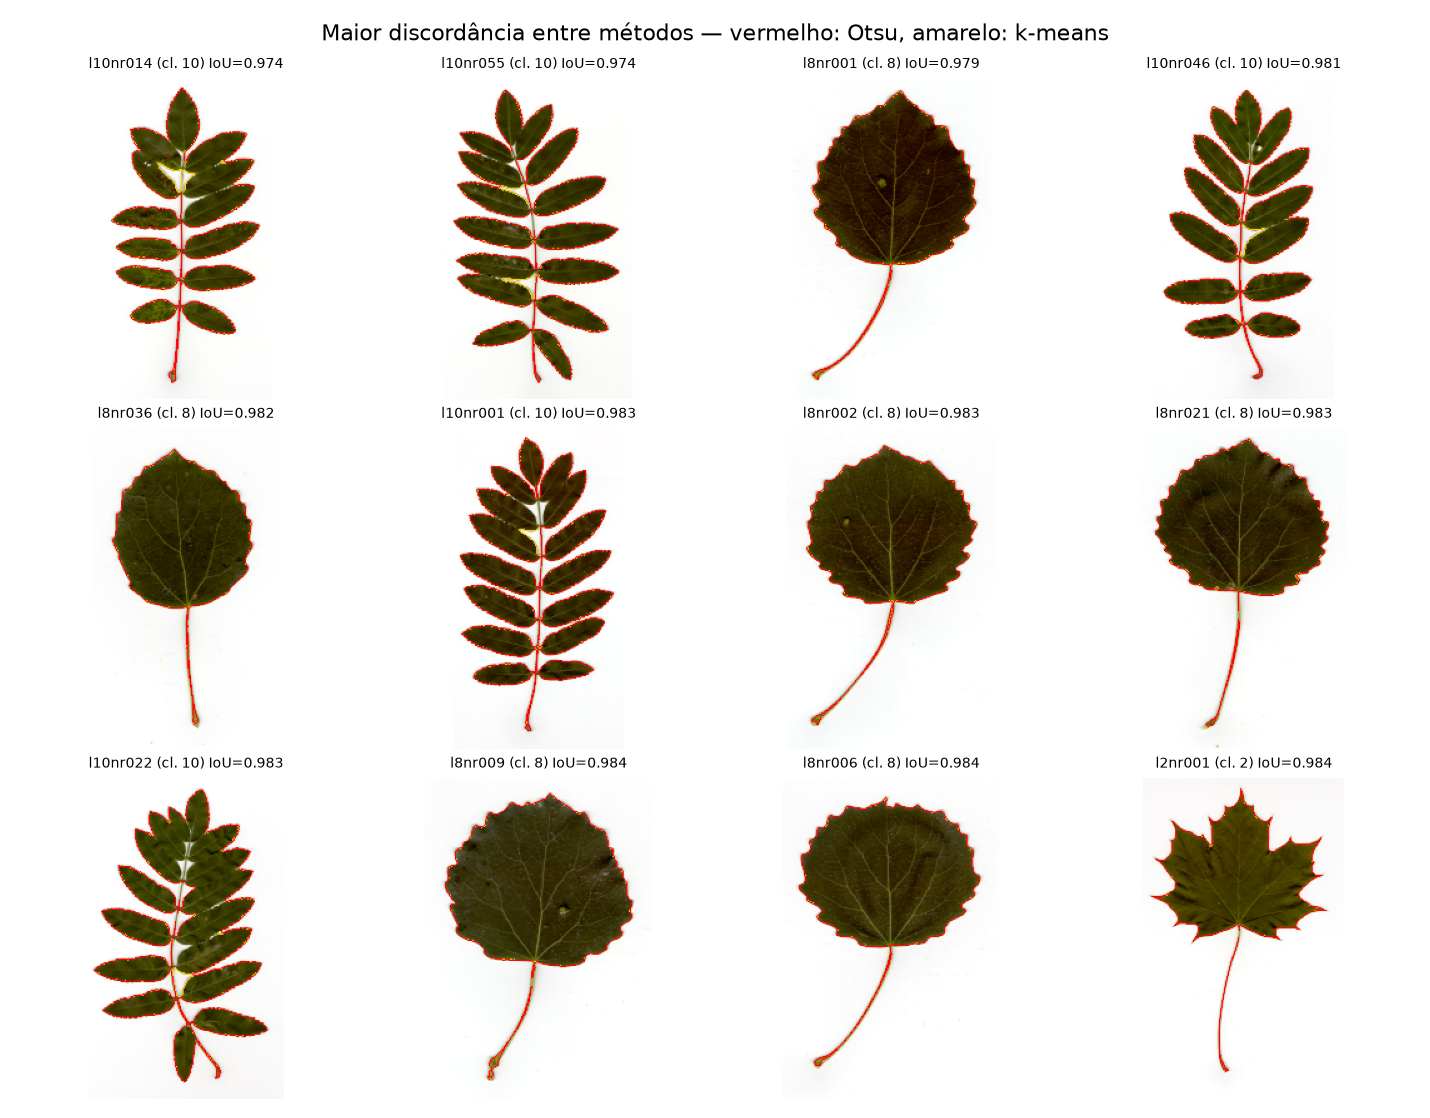 Maior discordância entre métodos — vermelho: Otsu, amarelo: k-means
l10nr014 (cl. 10) IoU=0.974
l10nr055 (cl. 10) IoU=0.974
l8nr001 (cl. 8) IoU=0.979
l10nr046 (cl. 10) IoU=0.981
l8nr036 (cl. 8) IoU=0.982
l10nr001 (cl. 10) IoU=0.983
l8nr002 (cl. 8) IoU=0.983
l8nr021 (cl. 8) IoU=0.983
l10nr022 (cl. 10) IoU=0.983
l8nr009 (cl. 8) IoU=0.984
l8nr006 (cl. 8) IoU=0.984
l2nr001 (cl. 2) IoU=0.984